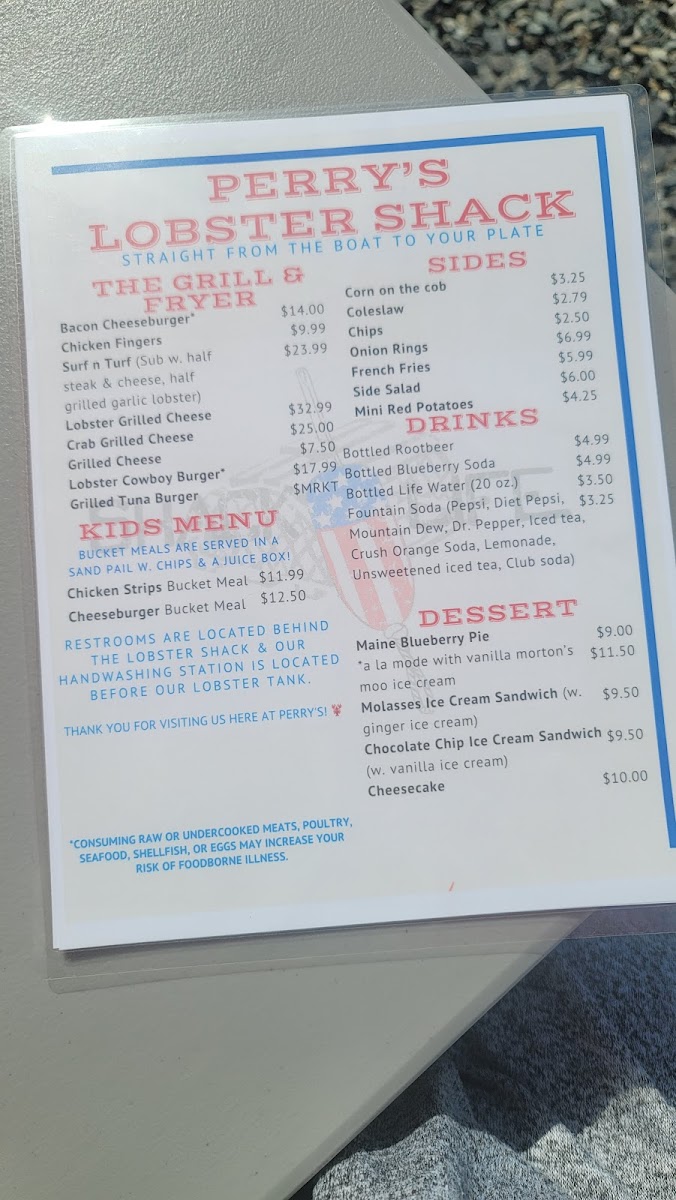 PERRY'S
LOBSTER SHACK
STRAIGHT FROM THE BOAT TO YOUR PLATE
THE GRILL &
FRYER
Bacon Cheeseburger* $14.00
Chicken Fingers $9.99
Surf n Turf (Sub w. half $23.99
steak & cheese, half
grilled garlic lobster)
Lobster Grilled Cheese $32.99
Crab Grilled Cheese $25.00
Grilled Cheese $7.50
Lobster Cowboy Burger* $17.99
Grilled Tuna Burger $MRKT
KIDS MENU
BUCKET MEALS ARE SERVED IN A
SAND PAIL W. CHIPS & A JUICE BOX!
Chicken Strips Bucket Meal $11.99
Cheeseburger Bucket Meal $12.50
RESTROOMS ARE LOCATED BEHIND
THE LOBSTER SHACK & OUR
HANDWASHING STATION IS LOCATED
BEFORE OUR LOBSTER TANK.
THANK YOU FOR VISITING US HERE AT PERRY'S!
*CONSUMING RAW OR UNDERCOOKED MEATS, POULTRY,
SEAFOOD, SHELLFISH, OR EGGS MAY INCREASE YOUR
RISK OF FOODBORNE ILLNESS.
SIDES
Corn on the cob $3.25
Coleslaw $2.79
Chips $2.50
Onion Rings $6.99
French Fries $5.99
Side Salad $6.00
Mini Red Potatoes $4.25
DRINKS
Bottled Rootbeer $4.99
Bottled Blueberry Soda $4.99
Bottled Life Water (20 oz.) $3.50
Fountain Soda (Pepsi, Diet Pepsi, $3.25
Mountain Dew, Dr. Pepper, Iced tea,
Crush Orange Soda, Lemonade,
Unsweetened iced tea, Club soda)
DESSERT
Maine Blueberry Pie $9.00
*a la mode with vanilla morton's $11.50
moo ice cream
Molasses Ice Cream Sandwich (w. $9.50
ginger ice cream)
Chocolate Chip Ice Cream Sandwich $9.50
(w. vanilla ice cream)
Cheesecake $10.00